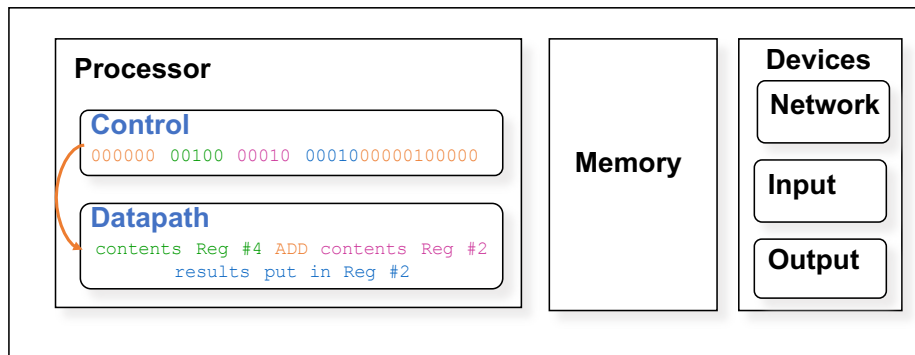 Processor
Control
000000 00100 00010 0001000000100000
Datapath
contents Reg #4 ADD contents Reg #2
results put in Reg #2
Memory
Devices
Network
Input
Output